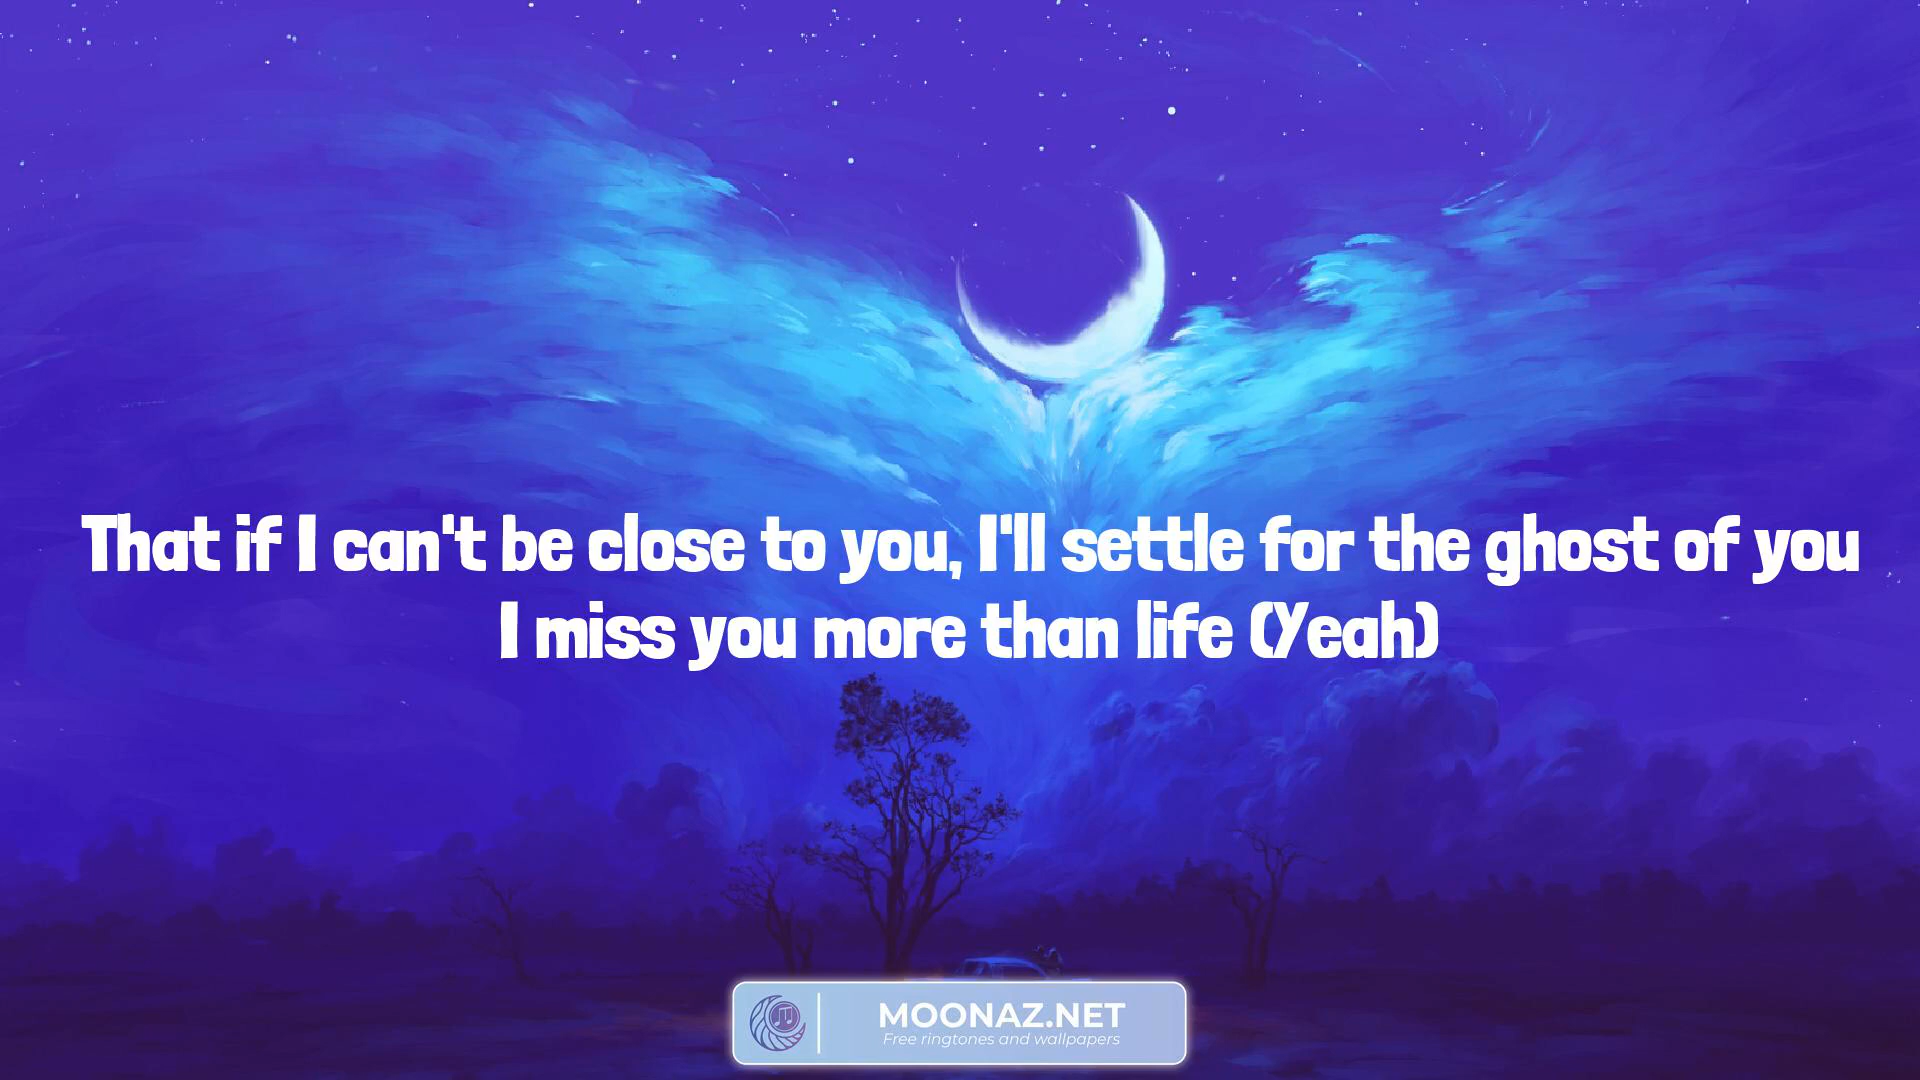 That if I can't be close to you, I'll settle for the ghost of you
I miss you more than life (Yeah)
MOONAZ.NET
Free ringtones and wallpapers